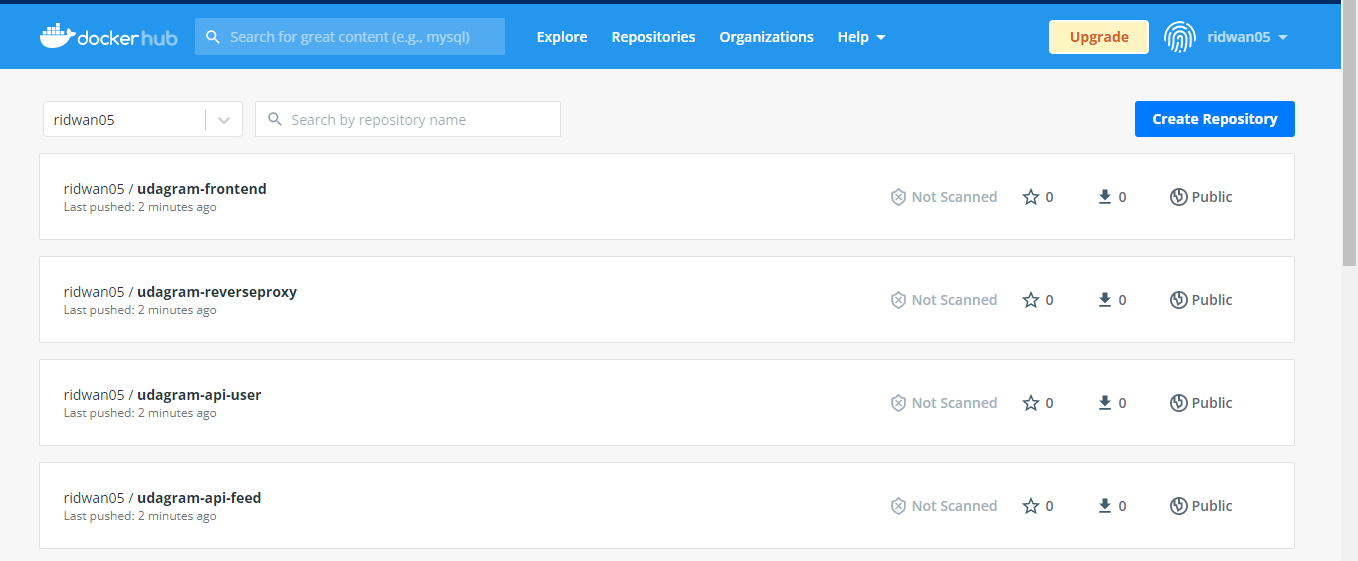 dockerhub Search for great content (e.g., mysql) Explore Repositories Organizations Help Upgrade ridwan05
ridwan05 Search by repository name Create Repository
ridwan05 / udagram-frontend
Last pushed: 2 minutes ago
Not Scanned 0 0 Public
ridwan05 / udagram-reverseproxy
Last pushed: 2 minutes ago
Not Scanned 0 0 Public
ridwan05 / udagram-api-user
Last pushed: 2 minutes ago
Not Scanned 0 0 Public
ridwan05 / udagram-api-feed
Last pushed: 2 minutes ago
Not Scanned 0 0 Public